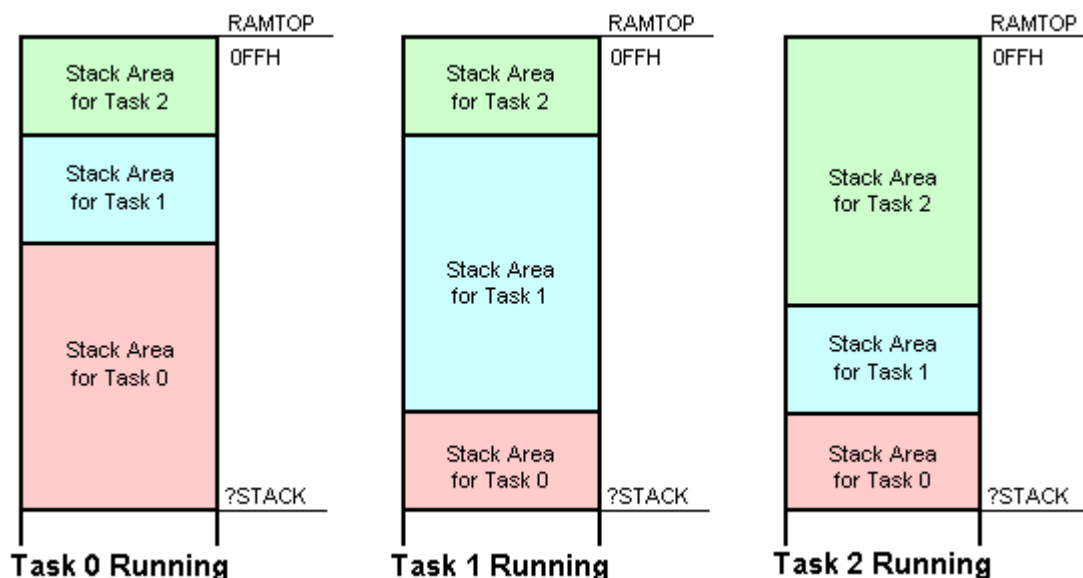 RAMTOP
0FFH
Stack Area
for Task 2
Stack Area
for Task 1
Stack Area
for Task 0
?STACK
Task 0 Running
RAMTOP
0FFH
Stack Area
for Task 2
Stack Area
for Task 1
Stack Area
for Task 0
?STACK
Task 1 Running
RAMTOP
0FFH
Stack Area
for Task 2
Stack Area
for Task 1
Stack Area
for Task 0
?STACK
Task 2 Running